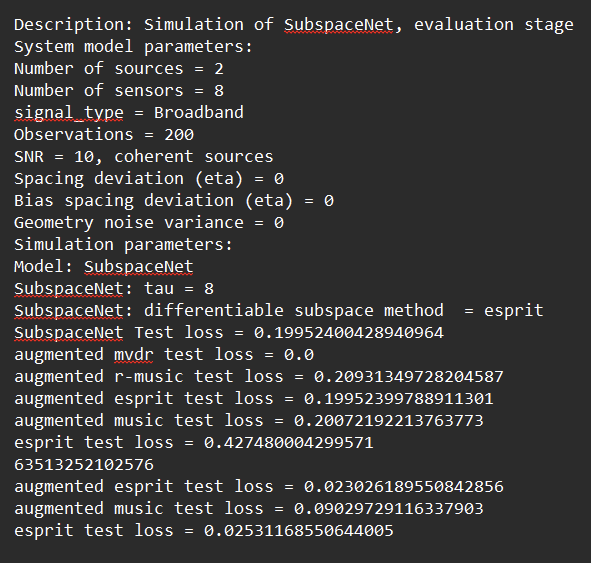 Description: Simulation of SubspaceNet, evaluation stage
System model parameters:
Number of sources = 2
Number of sensors = 8
signal_type = Broadband
Observations = 200
SNR = 10, coherent sources
Spacing deviation (eta) = 0
Bias spacing deviation (eta) = 0
Geometry noise variance = 0
Simulation parameters:
Model: SubspaceNet
SubspaceNet: tau = 8
SubspaceNet: differentiable subspace method  = esprit
SubspaceNet Test loss = 0.19952400428940964
augmented mvdr test loss = 0.0
augmented r-music test loss = 0.20931349728204587
augmented esprit test loss = 0.19952399788911301
augmented music test loss = 0.20072192213763773
esprit test loss = 0.427480004299571
63513252102576
augmented esprit test loss = 0.023026189550842856
augmented music test loss = 0.09029729116337903
esprit test loss = 0.02531168550644005